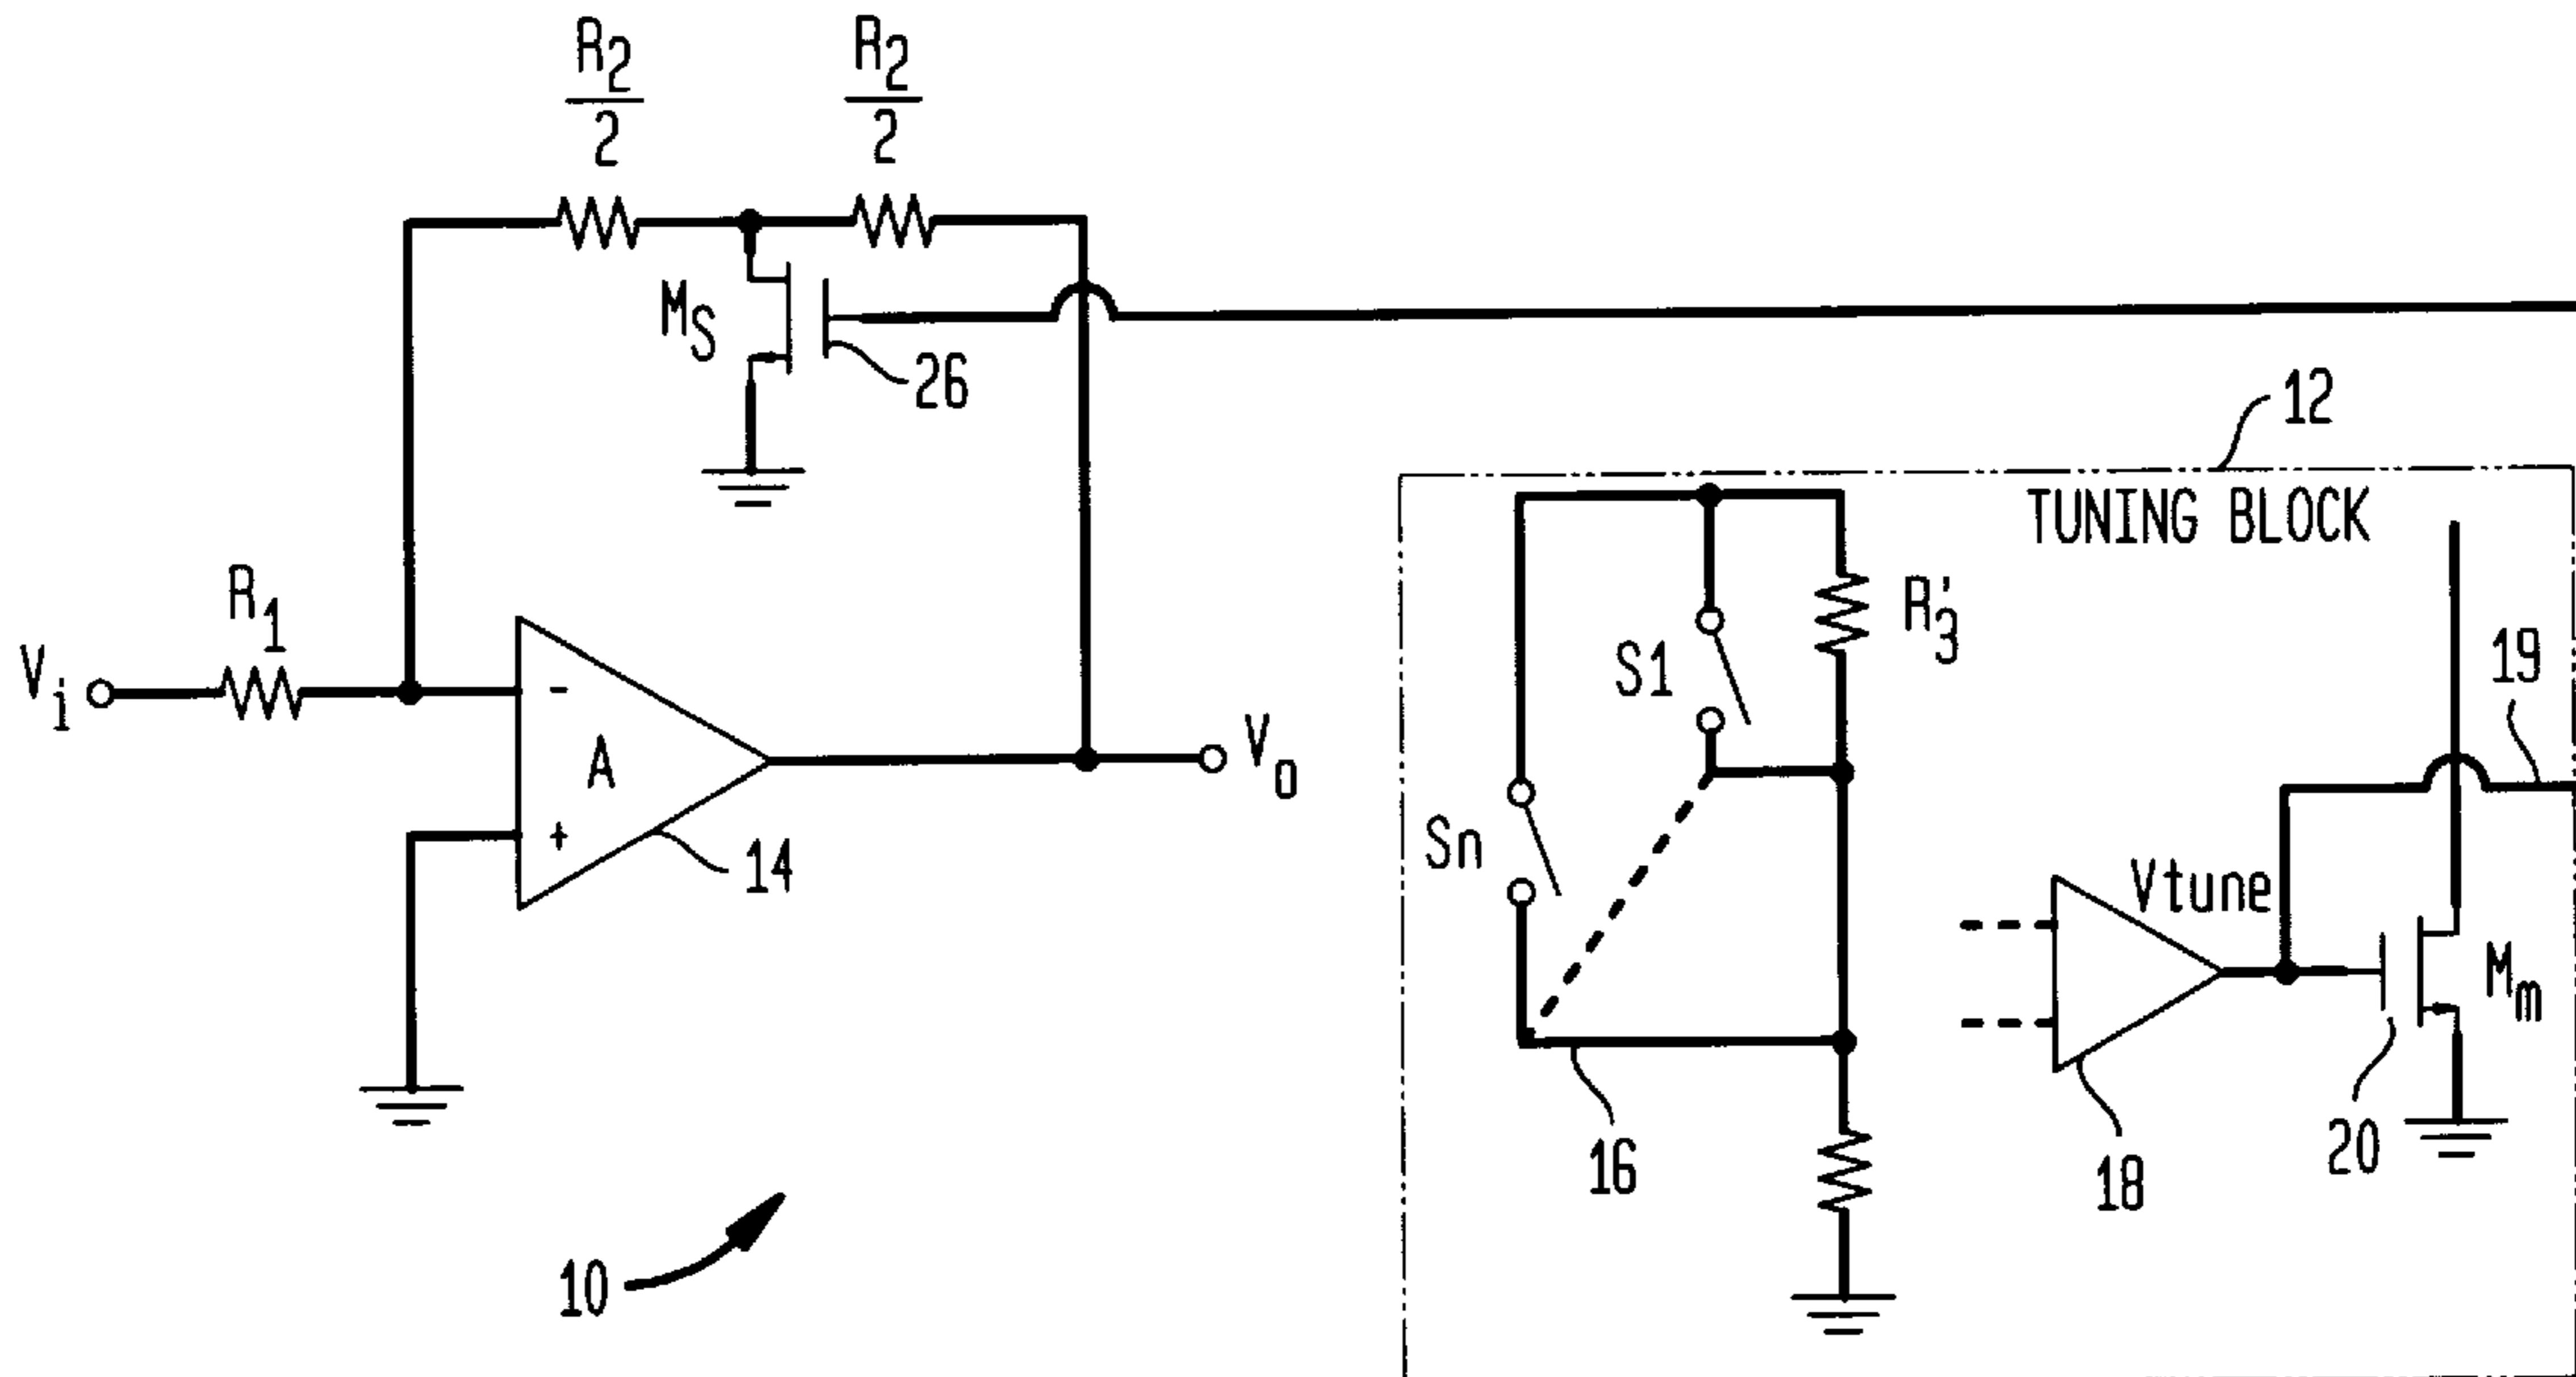 R2/2 R2/2
MS
26
12
TUNING BLOCK
R1
R3'
Vi
S1
19
-
A
Vo
+
14
Sn
Vtune
Mm
16
18
20
10